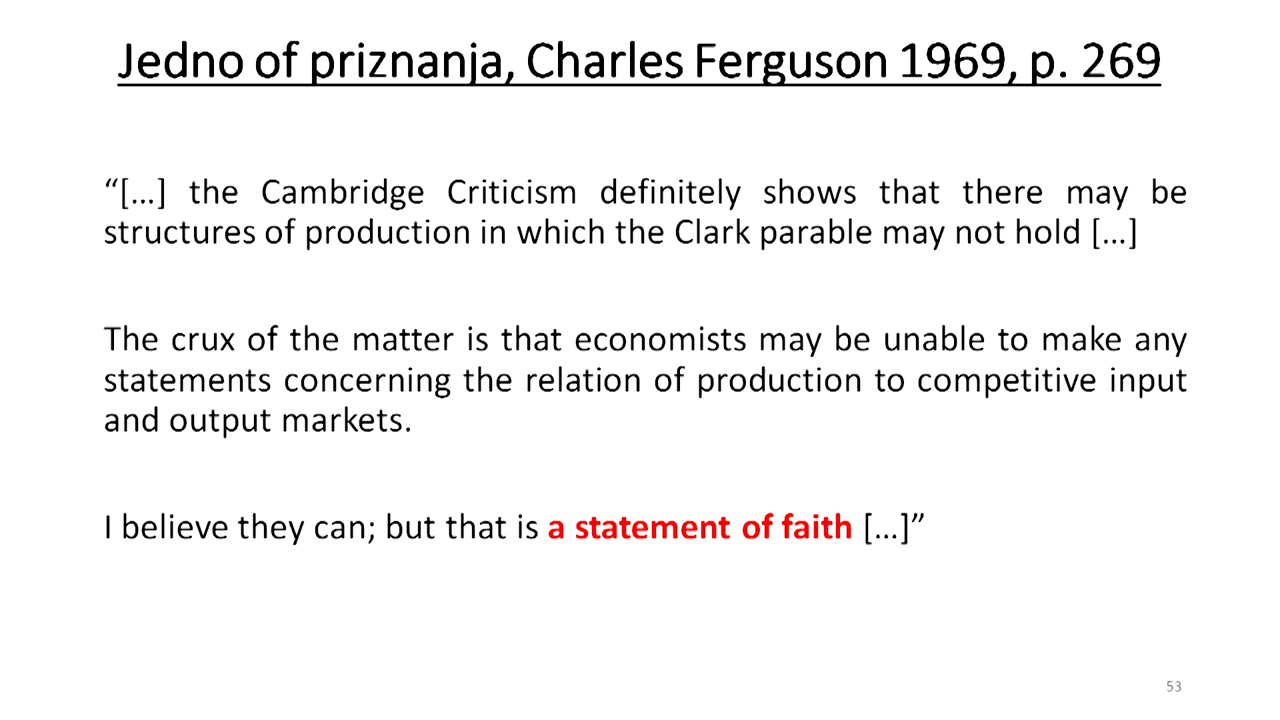 Jedno of priznanja, Charles Ferguson 1969, p. 269
“[…] the Cambridge Criticism definitely shows that there may be
structures of production in which the Clark parable may not hold […]
The crux of the matter is that economists may be unable to make any
statements concerning the relation of production to competitive input
and output markets.
I believe they can; but that is a statement of faith […]”
53